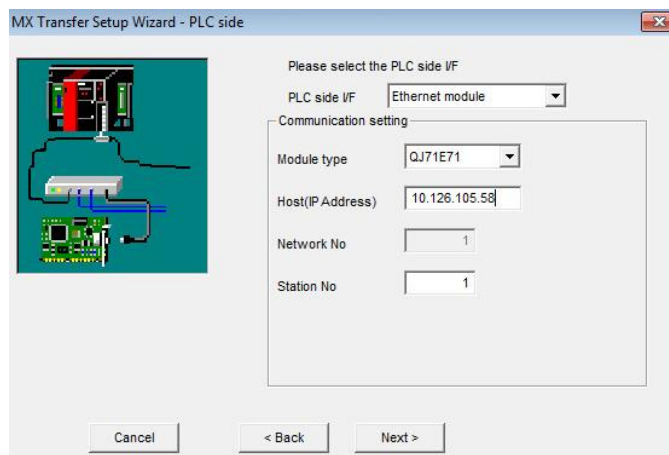 MX Transfer Setup Wizard - PLC side
Please select the PLC side I/F
PLC side I/F Ethernet module
Communication setting
Module type QJ71E71
Host(IP Address) 10.126.105.58
Network No 1
Station No 1
Cancel < Back Next >